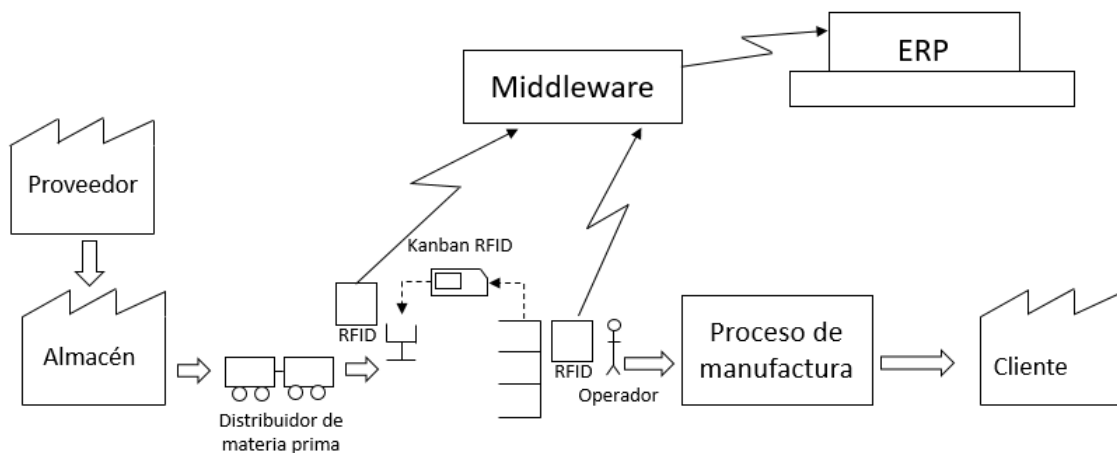 ERP
Middleware
Proveedor
Kanban RFID
Almacén
RFID
RFID
Operador
Proceso de
manufactura
Cliente
Distribuidor de
materia prima